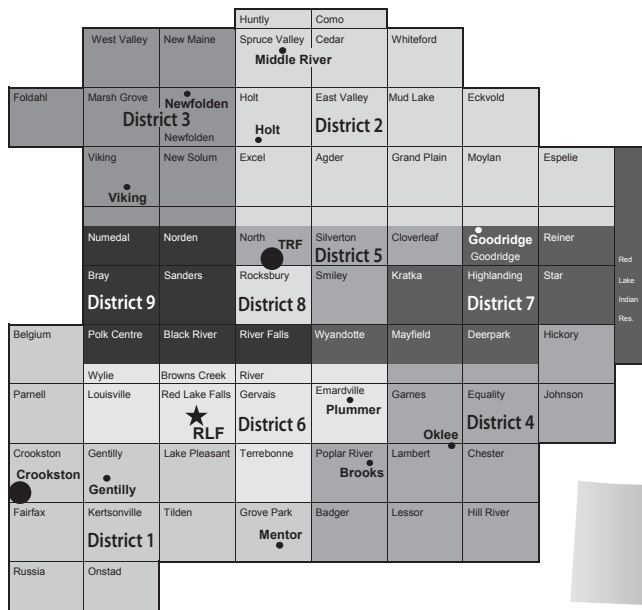 Huntly Como
West Valley New Maine Spruce Valley Cedar Whiteford
Middle River
Foldahl Marsh Grove Newfolden Holt East Valley Mud Lake Eckvold
District 3 District 2
Newfolden Holt
Viking New Solum Excel Agder Grand Plain Moylan Espelie
Viking
Numedal Norden North TRF Silverton Cloverleaf Goodridge Reiner
District 5 Goodridge
Red
Lake
Indian
Res.
Bray Sanders Rocksbury Smiley Kratka Highlanding Star
District 9 District 8 District 7
Belgium Polk Centre Black River River Falls Wyandotte Mayfield Deerpark Hickory
Wylie Browns Creek River
Parnell Louisville Red Lake Falls Gervais Emardville Garnes Equality Johnson
Plummer
RLF District 6 District 4
Oklee
Crookston Gentilly Lake Pleasant Terrebonne Poplar River Lambert Chester
Crookston Brooks
Gentilly
Fairfax Kertsonville Tilden Grove Park Badger Lessor Hill River
District 1 Mentor
Russia Onstad